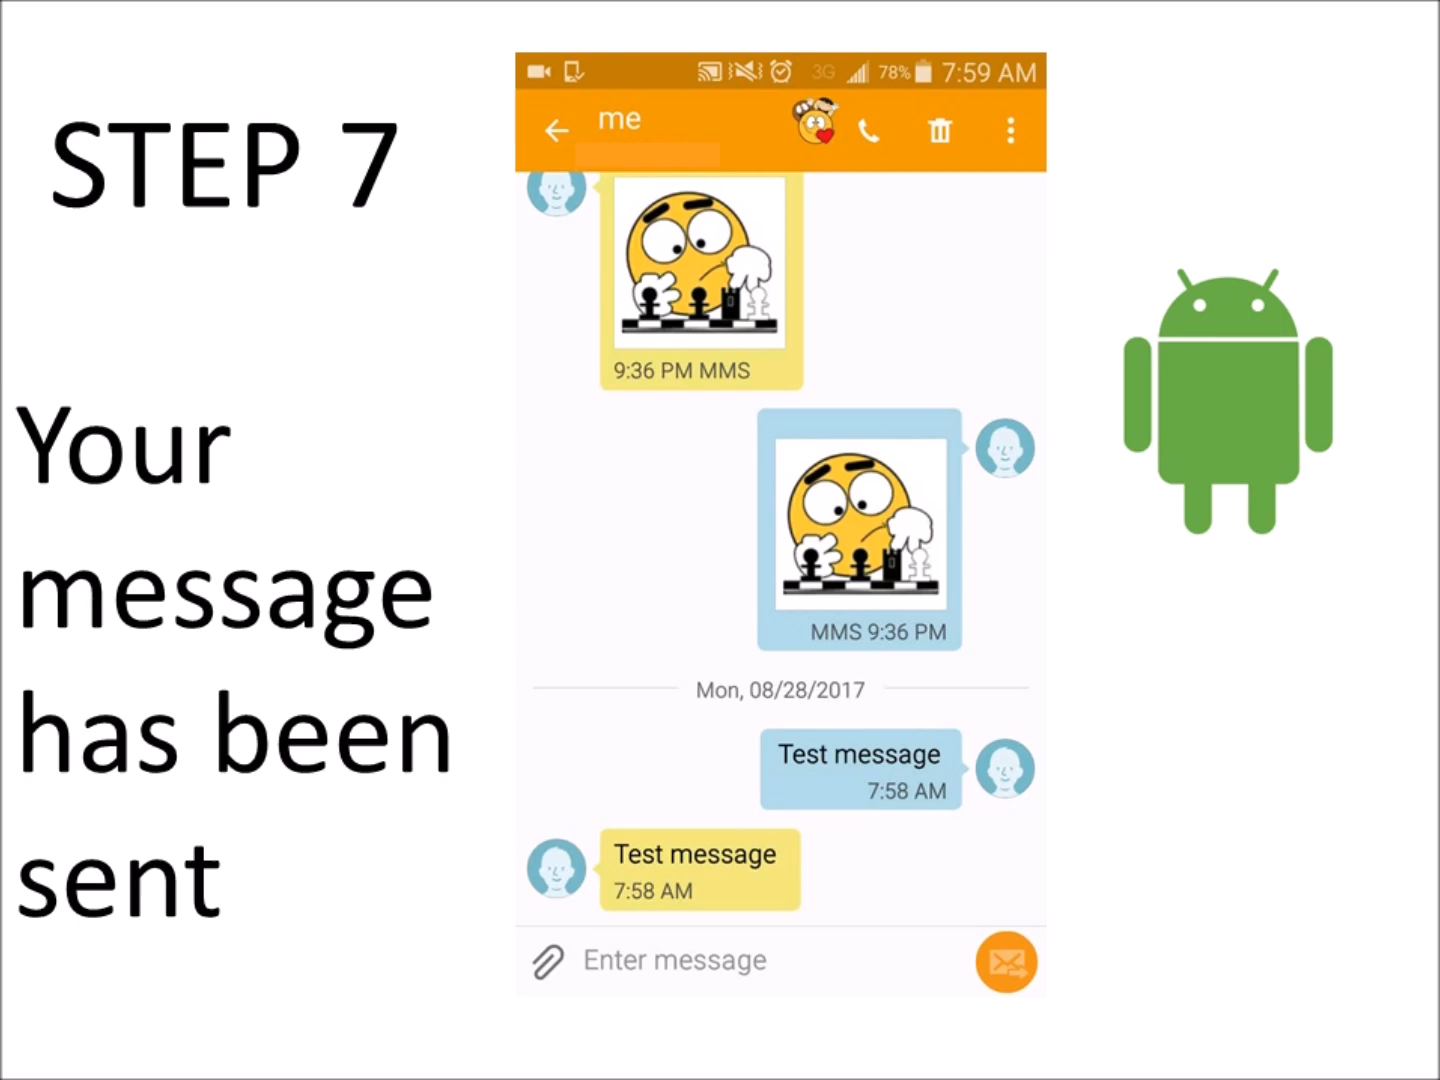 STEP 7
Your
message
has been
sent
3G 78% 7:59 AM
me
9:36 PM MMS
MMS 9:36 PM
Mon, 08/28/2017
Test message
7:58 AM
Test message
7:58 AM
Enter message